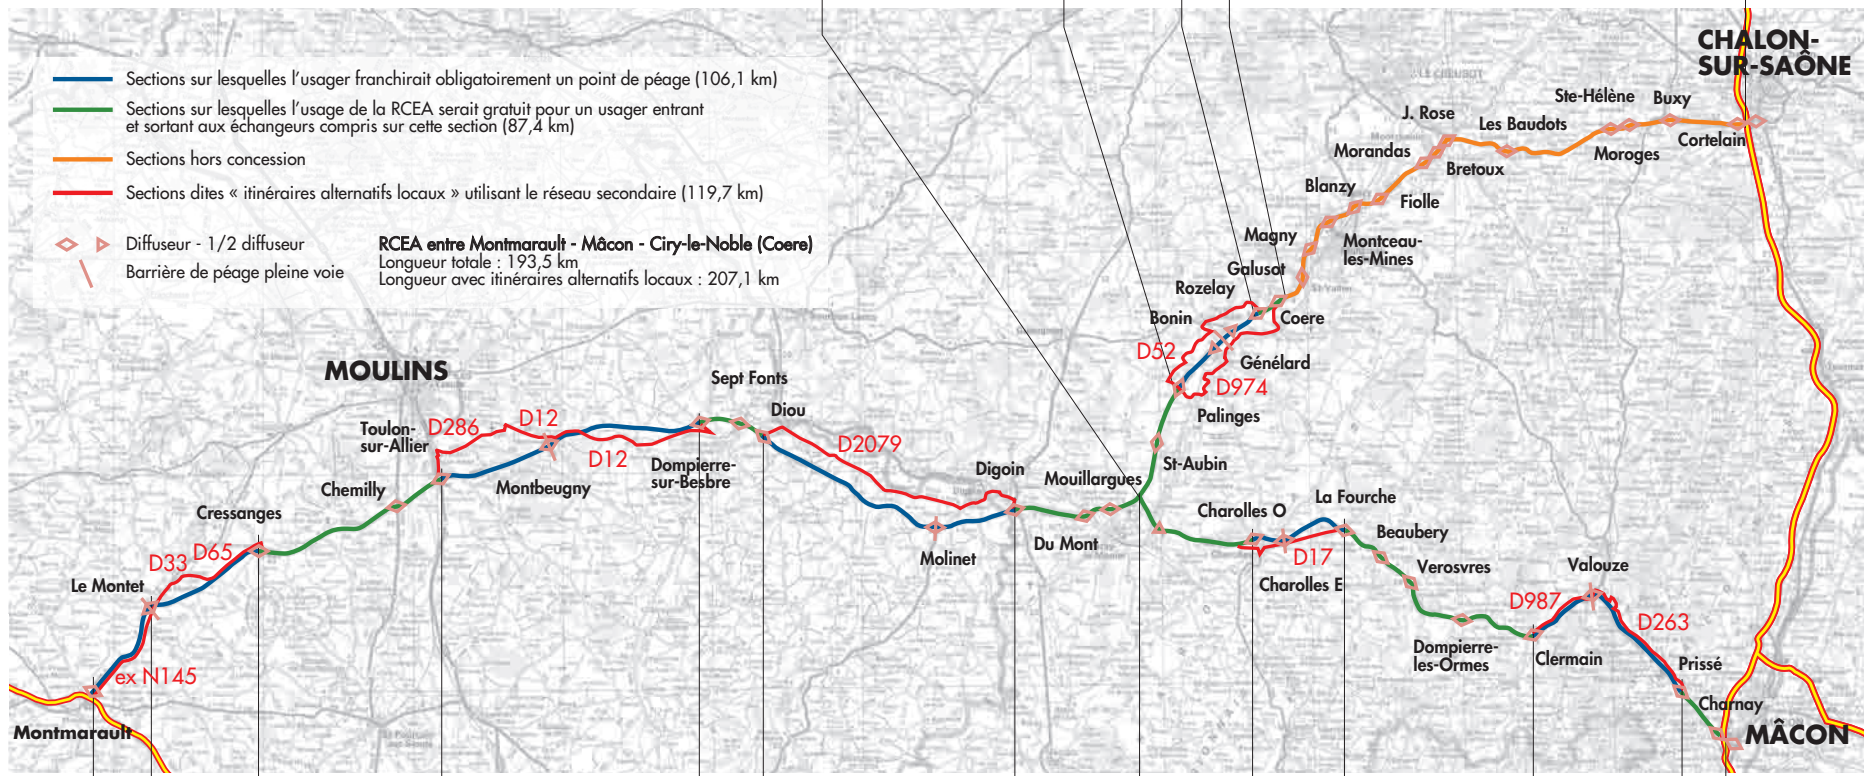 Sections sur lesquelles l'usager franchirait obligatoirement un point de péage (106,1 km)
Sections sur lesquelles l'usage de la RCEA serait gratuit pour un usager entrant
et sortant aux échangeurs compris sur cette section (87,4 km)
Sections hors concession
Sections dites « itinéraires alternatifs locaux » utilisant le réseau secondaire (119,7 km)
Diffuseur - 1/2 diffuseur
Barrière de péage pleine voie
RCEA entre Montmarault - Mâcon - Ciry-le-Noble (Coere)
Longueur totale : 193,5 km
Longueur avec itinéraires alternatifs locaux : 207,1 km
CHALON-
SUR-SAÔNE
Ste-Hélène
Buxy
J. Rose
Les Baudots
Cortelain
Moroges
Morandas
Bretoux
Blanzy
Fiolle
Magny
Montceau-
les-Mines
Galusot
Rozelay
Bonin
Coere
D52
Génélard
D974
Palinges
St-Aubin
MOULINS
Sept Fonts
Diou
D12
D286
Toulon-
sur-Allier
D12
D2079
Dompierre-
sur-Besbre
Montbeugny
Digoin
Mouillargues
Chemilly
Cressanges
Charolles O
La Fourche
Du Mont
Molinet
Beaubery
D17
Charolles E
Verosvres
Valouze
D33
D65
Le Montet
D987
D263
Dompierre-
les-Ormes
Clermain
Prissé
ex N145
Charnay
Montmarault
MÂCON